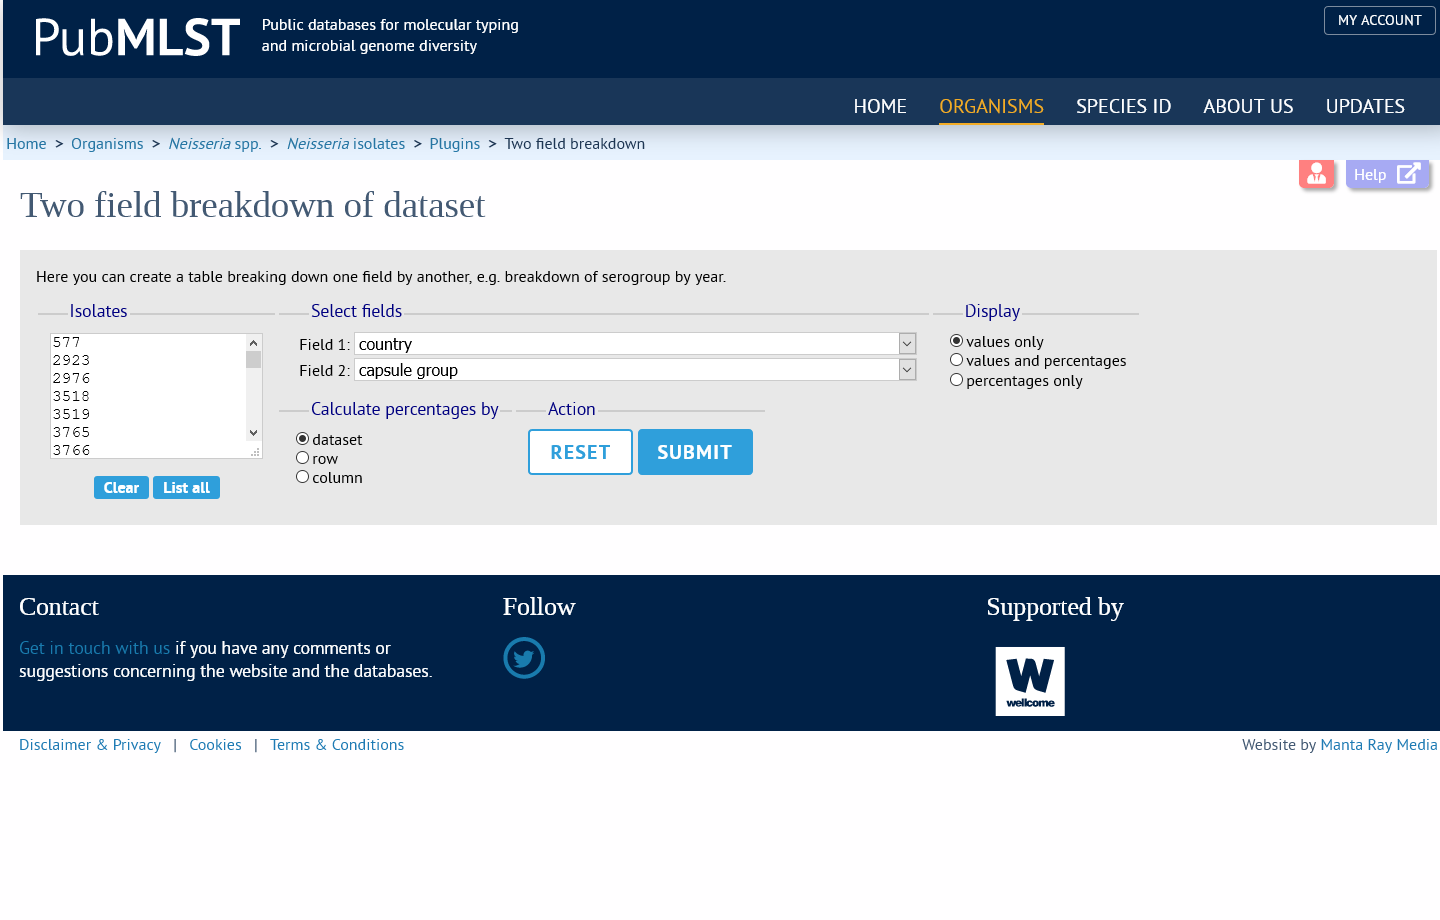 PubMLST
Public databases for molecular typing
and microbial genome diversity
MY ACCOUNT
HOME ORGANISMS SPECIES ID ABOUT US UPDATES
Home > Organisms > Neisseria spp. > Neisseria isolates > Plugins > Two field breakdown
Help
Two field breakdown of dataset
Here you can create a table breaking down one field by another, e.g. breakdown of serogroup by year.
Isolates
577
2923
2976
3518
3519
3765
3766
Clear List all
Select fields
Field 1: country
Field 2: capsule group
Display
values only
values and percentages
percentages only
Calculate percentages by
dataset
row
column
Action
RESET SUBMIT
Contact
Get in touch with us if you have any comments or
suggestions concerning the website and the databases.
Follow
Supported by
W
wellcome
Disclaimer & Privacy | Cookies | Terms & Conditions
Website by Manta Ray Media